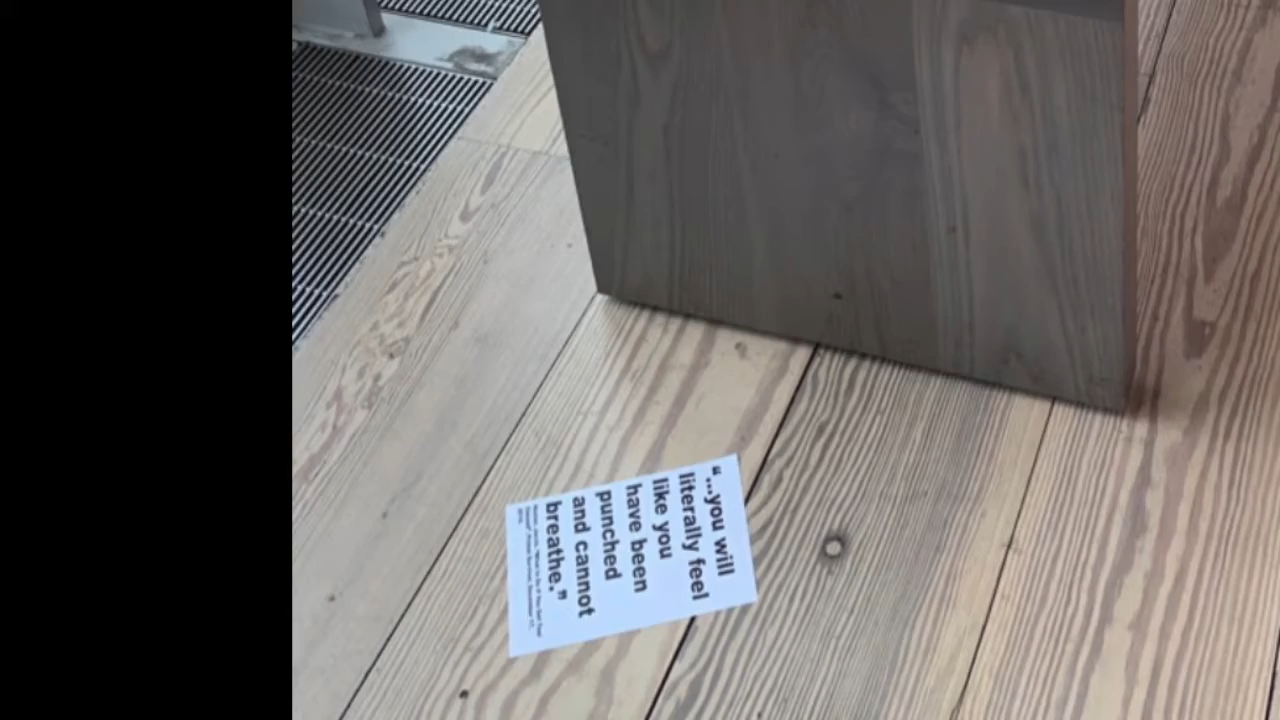 “...you will
literally feel
like you
have been
punched
and cannot
breathe.”